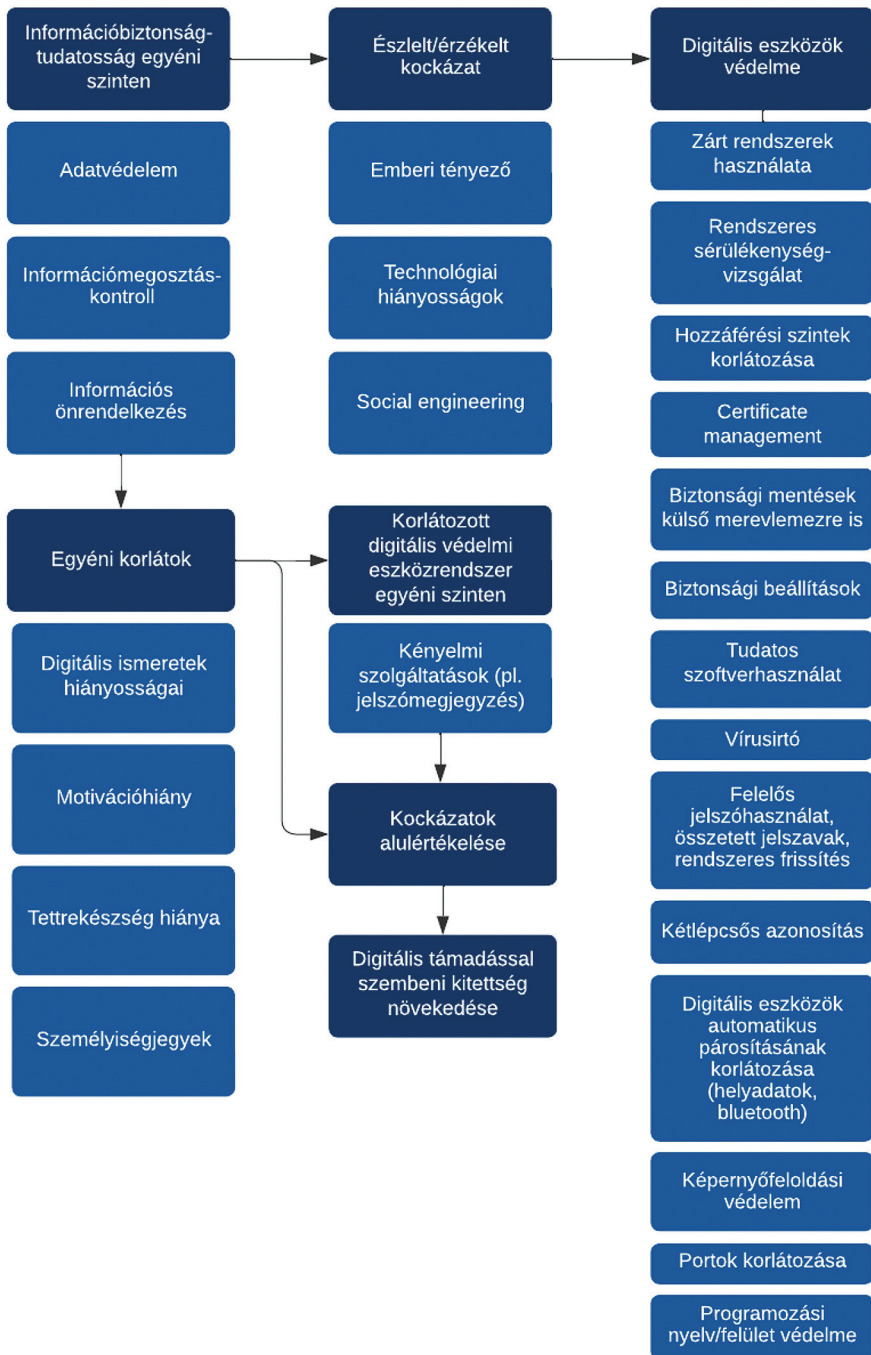 Információbiztonság-
tudatosság egyéni
szinten
Adatvédelem
Információmegosztás-
kontroll
Információs
önrendelkezés
Egyéni korlátok
Digitális ismeretek
hiányosságai
Motivációhiány
Tettrekészség hiánya
Személyiségjegyek
Észlelt/érzékelt
kockázat
Emberi tényező
Technológiai
hiányosságok
Social engineering
Korlátozott
digitális védelmi
eszközrendszer
egyéni szinten
Kényelmi
szolgáltatások (pl.
jelszómegjegyzés)
Kockázatok
alulértékelése
Digitális támadással
szembeni kitettség
növekedése
Digitális eszközök
védelme
Zárt rendszerek
használata
Rendszeres
sérülékenység-
vizsgálat
Hozzáférési szintek
korlátozása
Certificate
management
Biztonsági mentések
külső merevlemezre is
Biztonsági beállítások
Tudatos
szoftverhasználat
Vírusirtó
Felelős
jelszóhasználat,
összetett jelszavak,
rendszeres frissítés
Kétlépcsős azonosítás
Digitális eszközök
automatikus
párosításának
korlátozása
(helyadatok,
bluetooth)
Képernyőfeloldási
védelem
Portok korlátozása
Programozási
nyelv/felület védelme